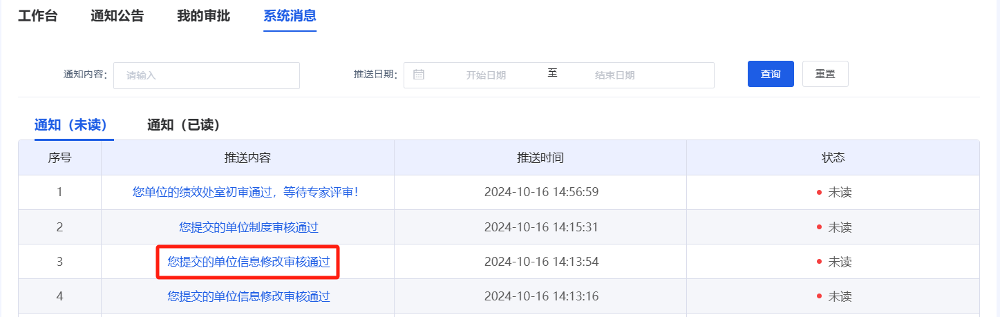 工作台 通知公告 我的审批 系统消息
通知内容： 请输入 推送日期： 开始日期 至 结束日期 查询 重置
通知（未读） 通知（已读）
序号 推送内容 推送时间 状态
1 您单位的绩效处室初审通过，等待专家评审！ 2024-10-16 14:56:59 未读
2 您提交的单位制度审核通过 2024-10-16 14:15:31 未读
3 您提交的单位信息修改审核通过 2024-10-16 14:13:54 未读
4 您提交的单位信息修改审核通过 2024-10-16 14:13:16 未读